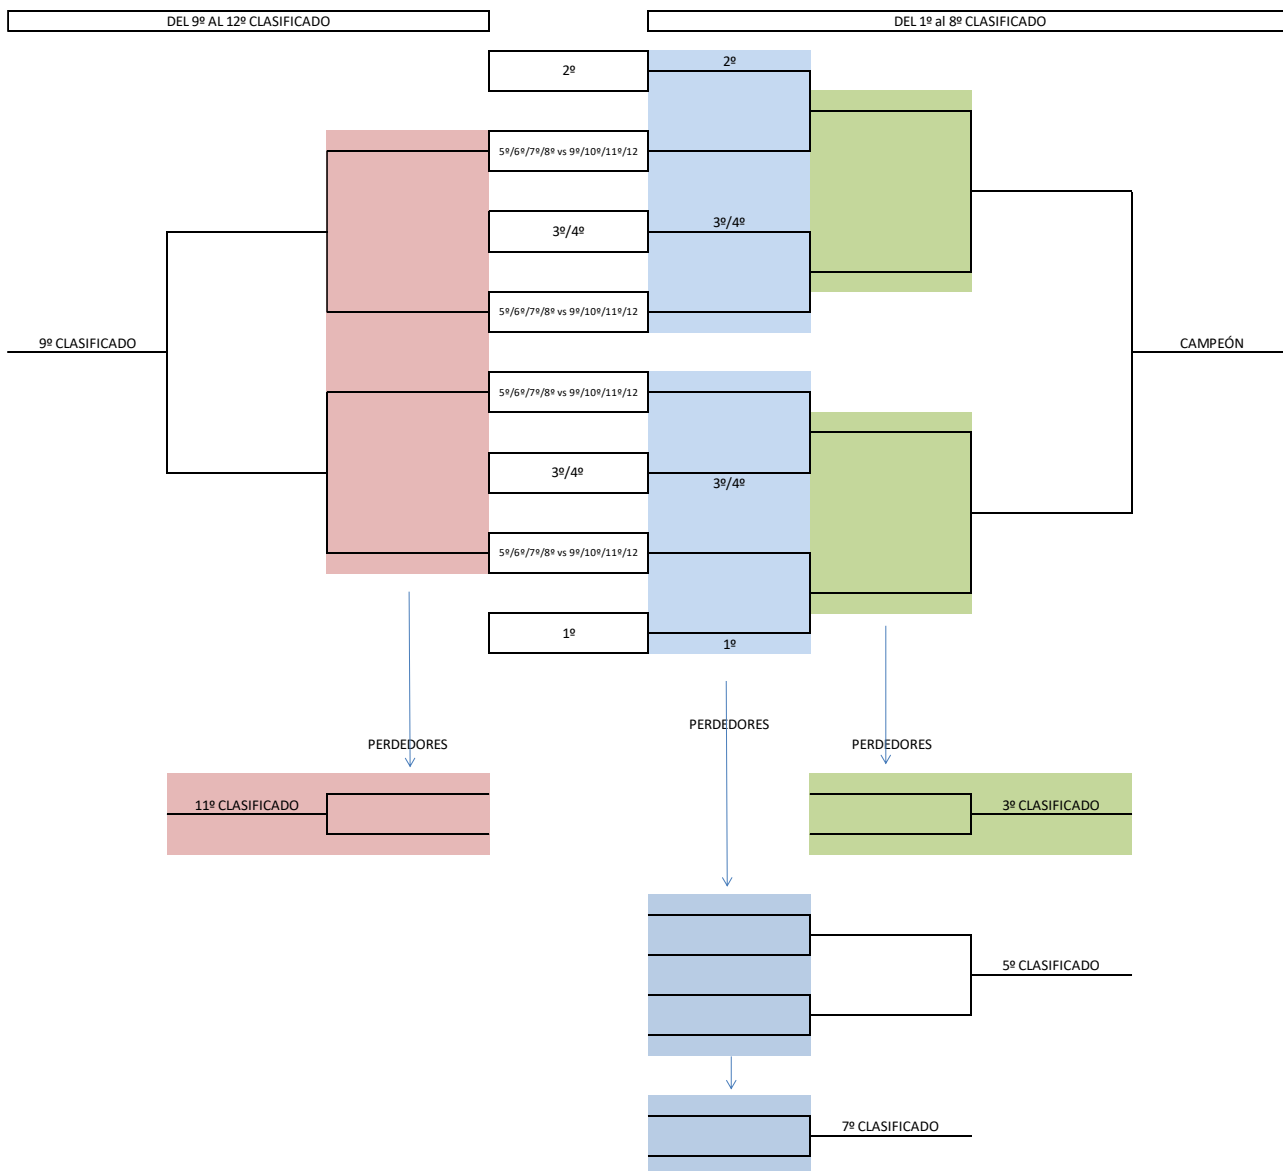 DEL 9º AL 12º CLASIFICADO
DEL 1º al 8º CLASIFICADO
2º
2º
5º/6º/7º/8º vs 9º/10º/11º/12
3º/4º
3º/4º
5º/6º/7º/8º vs 9º/10º/11º/12
9º CLASIFICADO
CAMPEÓN
5º/6º/7º/8º vs 9º/10º/11º/12
3º/4º
3º/4º
5º/6º/7º/8º vs 9º/10º/11º/12
1º
1º
PERDEDORES
PERDEDORES
PERDEDORES
11º CLASIFICADO
3º CLASIFICADO
5º CLASIFICADO
7º CLASIFICADO